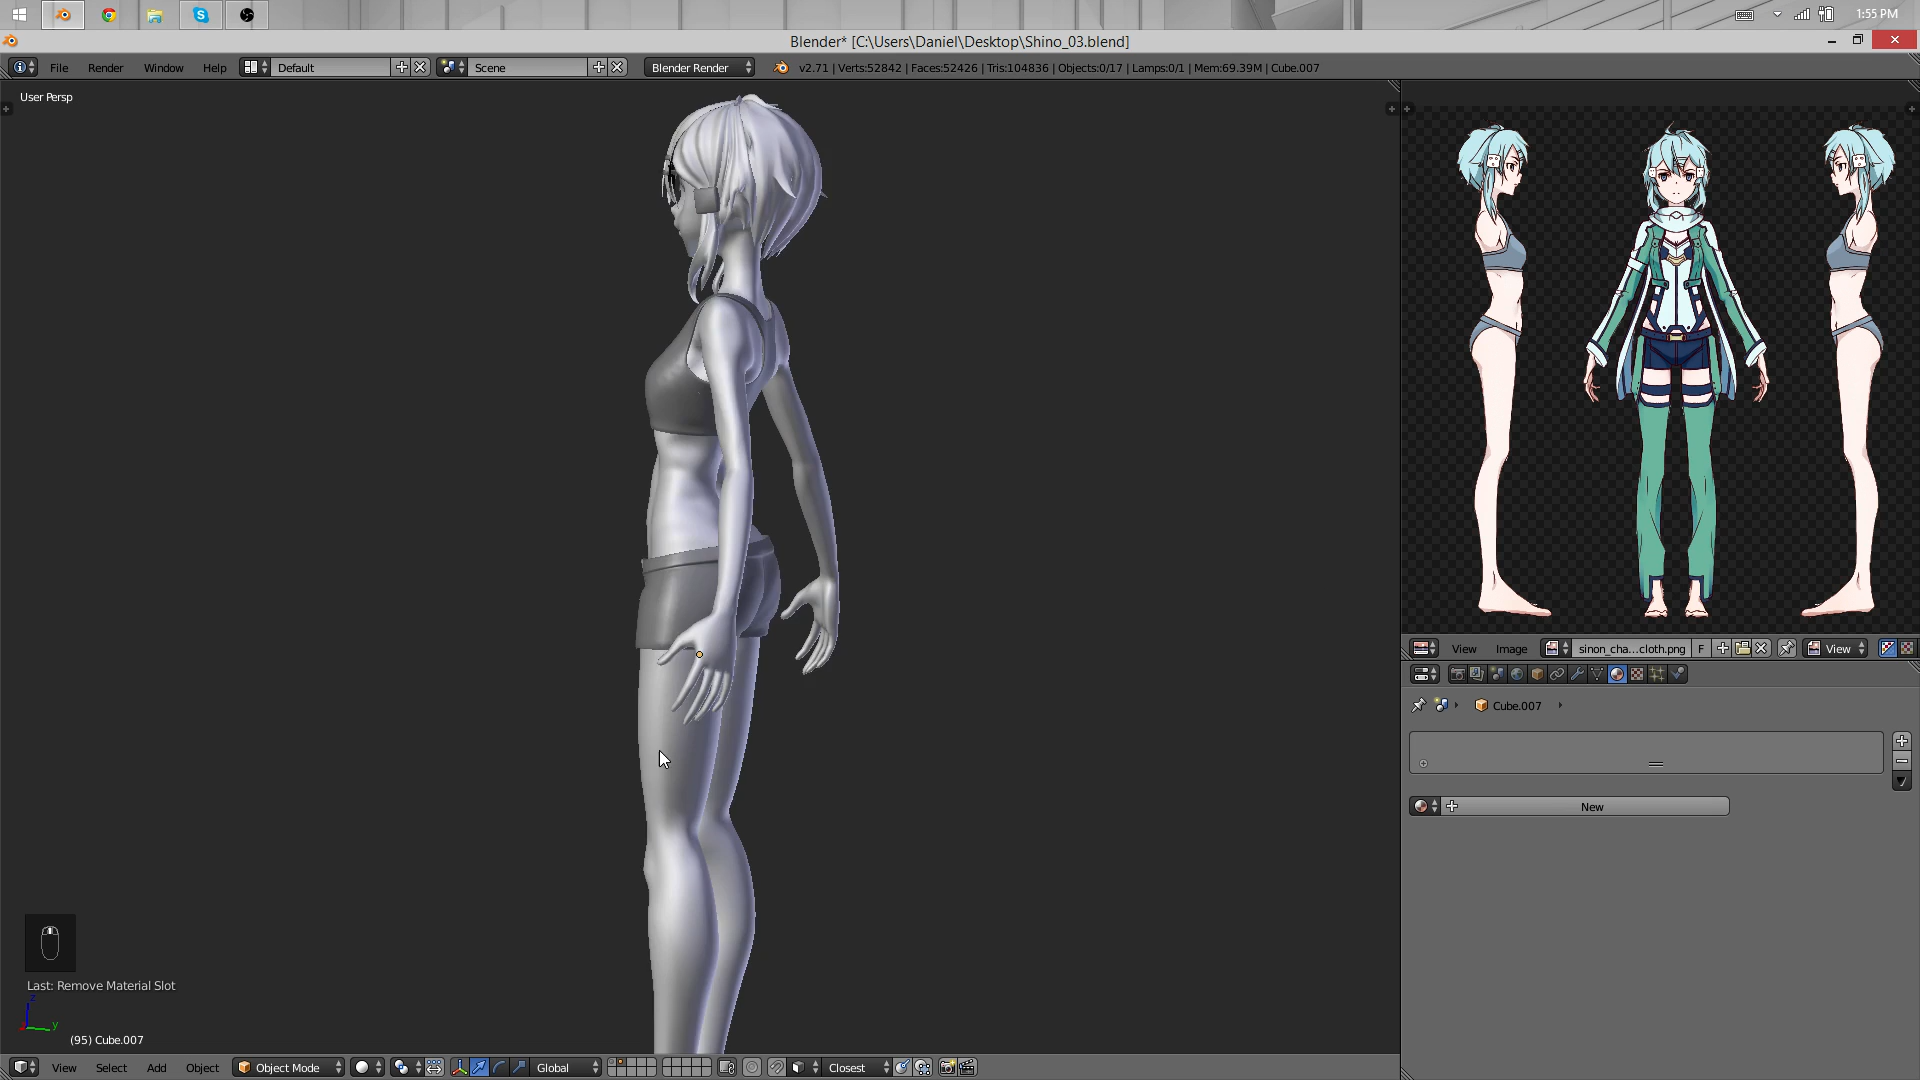 1:55 PM
Blender* [C:\Users\Daniel\Desktop\Shino_03.blend]
File Render Window Help Default Scene Blender Render v2.71 | Verts:52842 | Faces:52426 | Tris:104836 | Objects:0/17 | Lamps:0/1 | Mem:69.39M | Cube.007
User Persp
View Image sinon_cha...cloth.png F View
Cube.007
New
Last: Remove Material Slot
z
y
(95) Cube.007
View Select Add Object Object Mode Global Closest